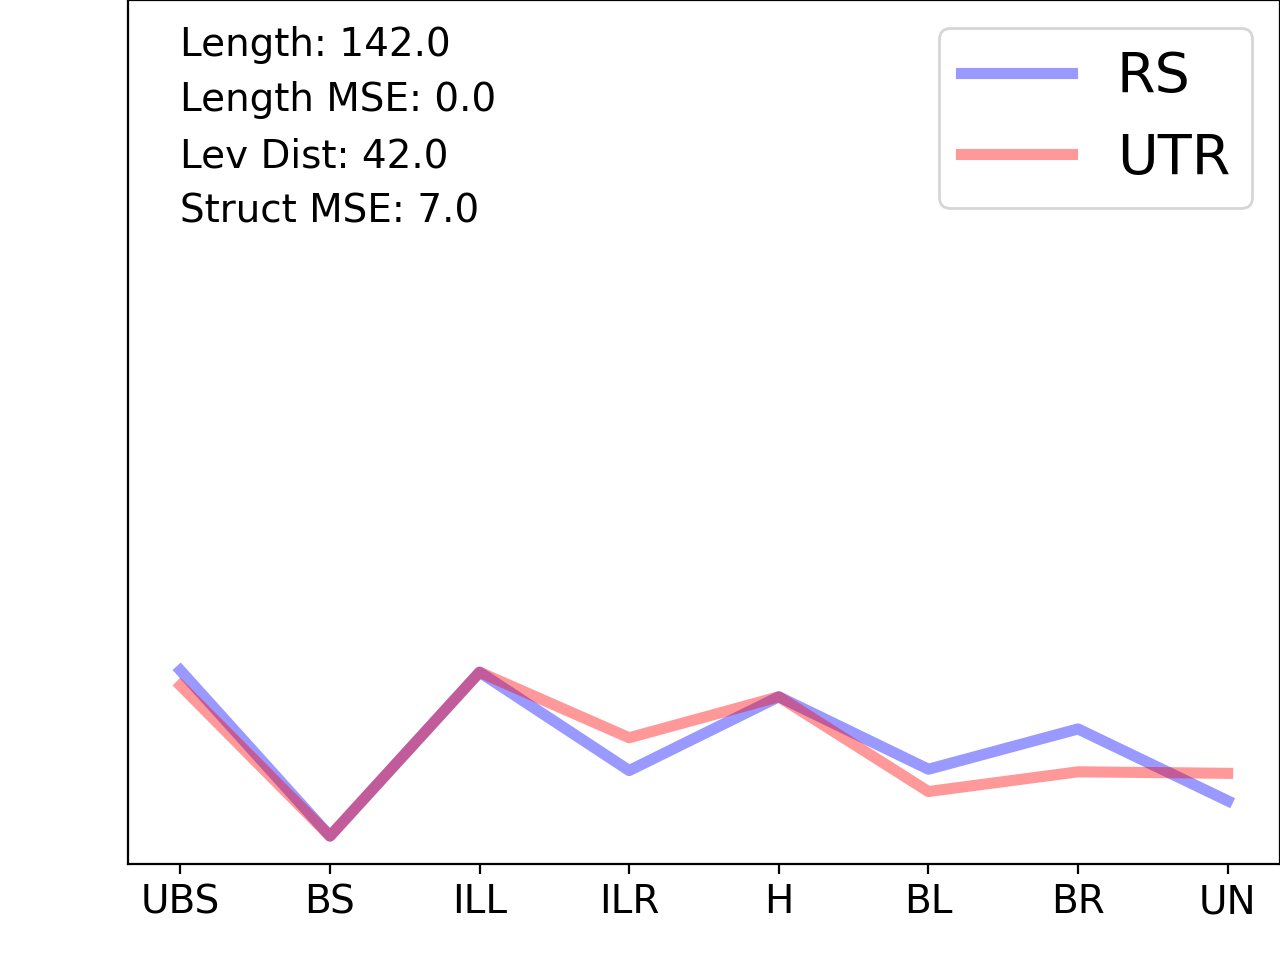 Length: 142.0
Length MSE: 0.0
Lev Dist: 42.0
Struct MSE: 7.0
RS
UTR
UBS BS ILL ILR H BL BR UN